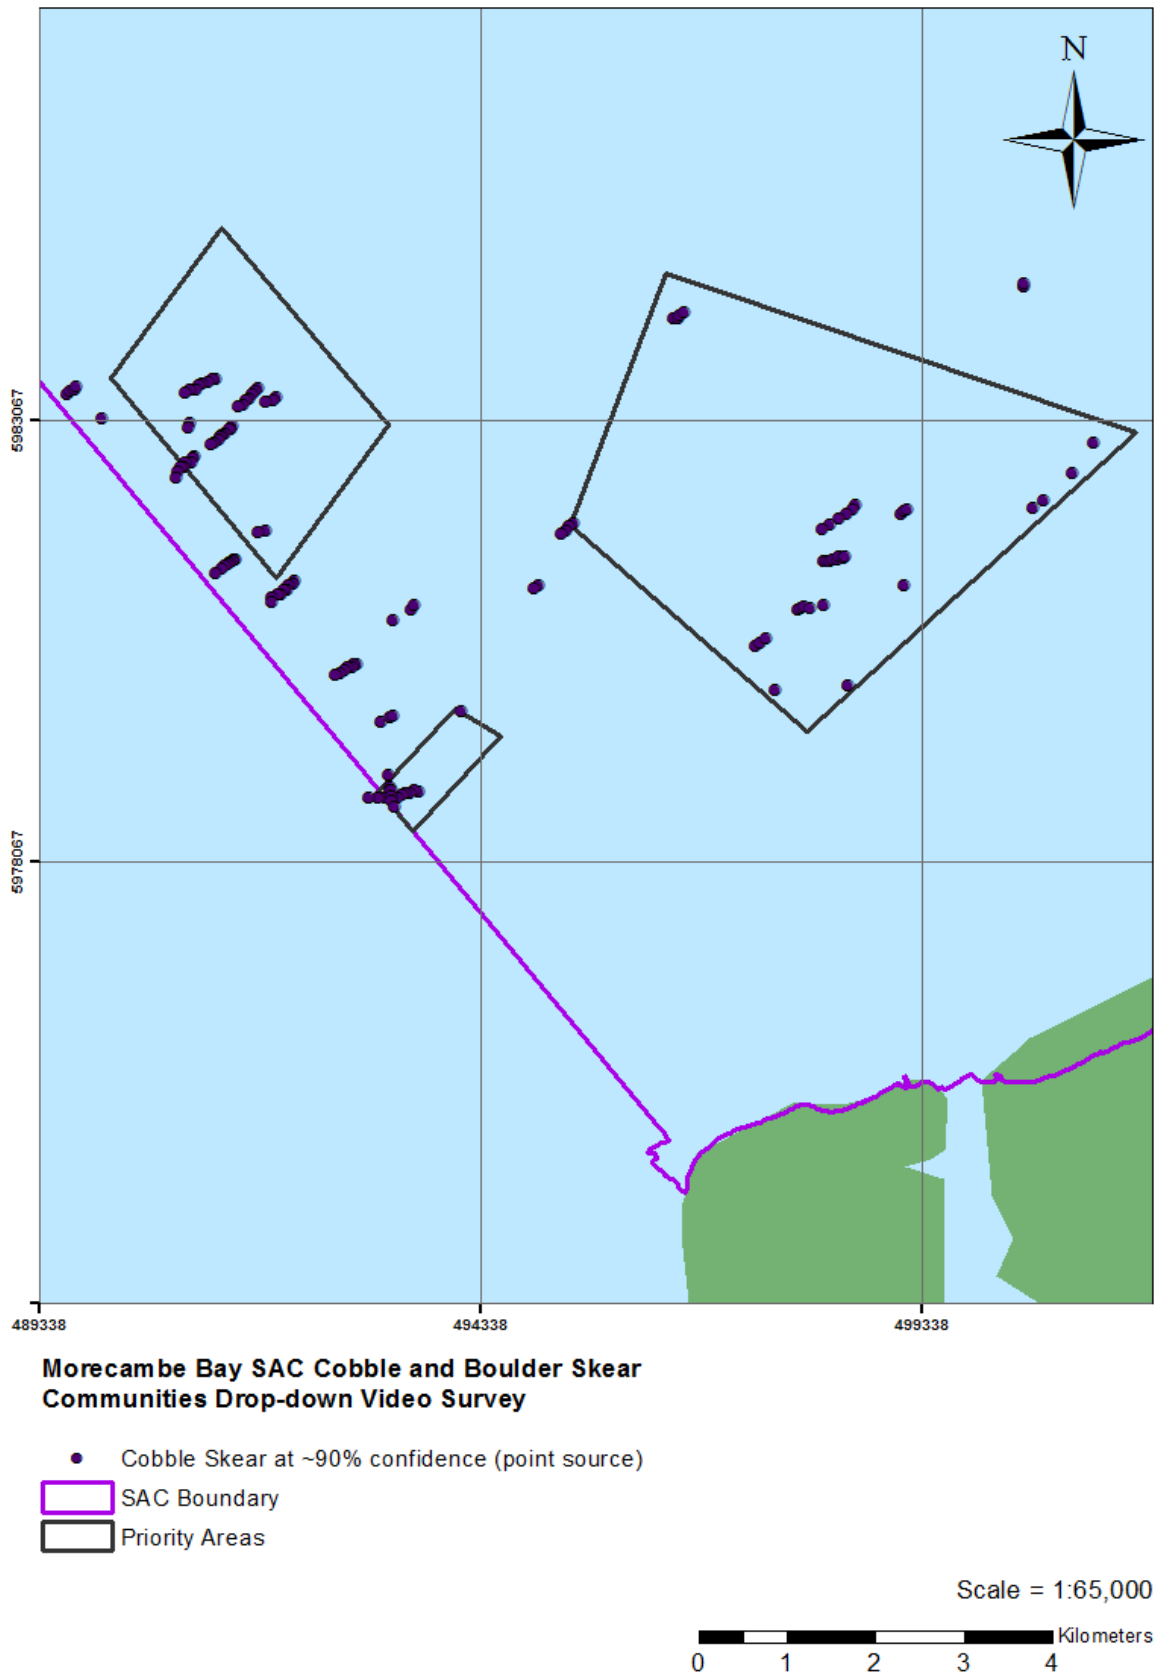 N
5983067
5978067
489338
494338
499338
Morecambe Bay SAC Cobble and Boulder Skear
Communities Drop-down Video Survey
Cobble Skear at ~90% confidence (point source)
SAC Boundary
Priority Areas
Scale = 1:65,000
Kilometers
0 1 2 3 4